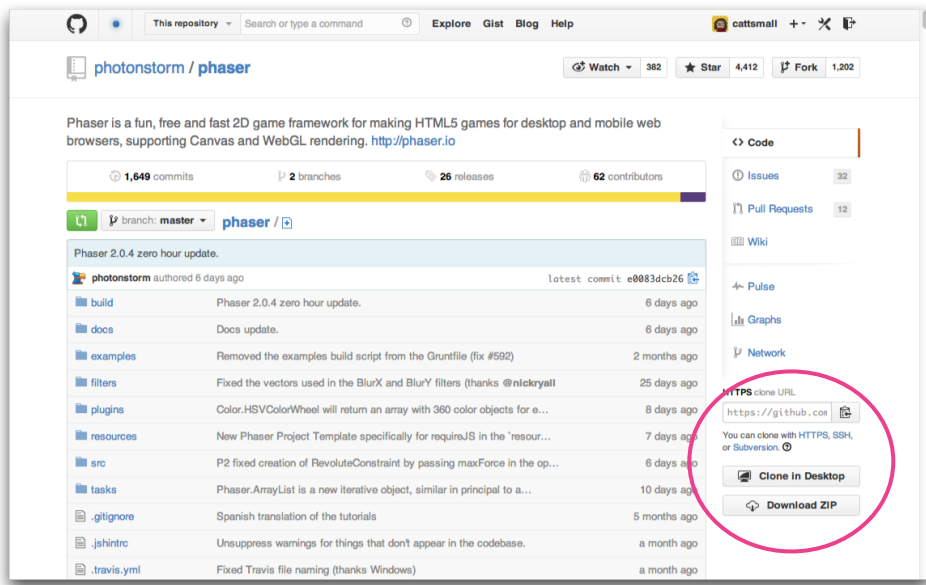 This repository Search or type a command Explore Gist Blog Help cattsmall
photonstorm / phaser Watch 382 Star 4,412 Fork 1,202
Phaser is a fun, free and fast 2D game framework for making HTML5 games for desktop and mobile web
browsers, supporting Canvas and WebGL rendering. http://phaser.io
1,649 commits 2 branches 26 releases 62 contributors
branch: master phaser /
Phaser 2.0.4 zero hour update.
photonstorm authored 6 days ago latest commit e0083dcb26
build Phaser 2.0.4 zero hour update. 6 days ago
docs Docs update. 6 days ago
examples Removed the examples build script from the Gruntfile (fix #592) 2 months ago
filters Fixed the vectors used in the BlurX and BlurY filters (thanks @nickryall 25 days ago
plugins Color.HSVColorWheel will return an array with 360 color objects for e… 8 days ago
resources New Phaser Project Template specifically for requireJS in the `resour… 7 days ago
src P2 fixed creation of RevoluteConstraint by passing maxForce in the op… 6 days ago
tasks Phaser.ArrayList is a new iterative object, similar in principal to a… 10 days ago
.gitignore Spanish translation of the tutorials 5 months ago
.jshintrc Unsuppress warnings for things that don't appear in the codebase. a month ago
.travis.yml Fixed Travis file naming (thanks Windows) a month ago
Code
Issues 32
Pull Requests 12
Wiki
Pulse
Graphs
Network
HTTPS clone URL
https://github.com
You can clone with HTTPS, SSH,
or Subversion.
Clone in Desktop
Download ZIP